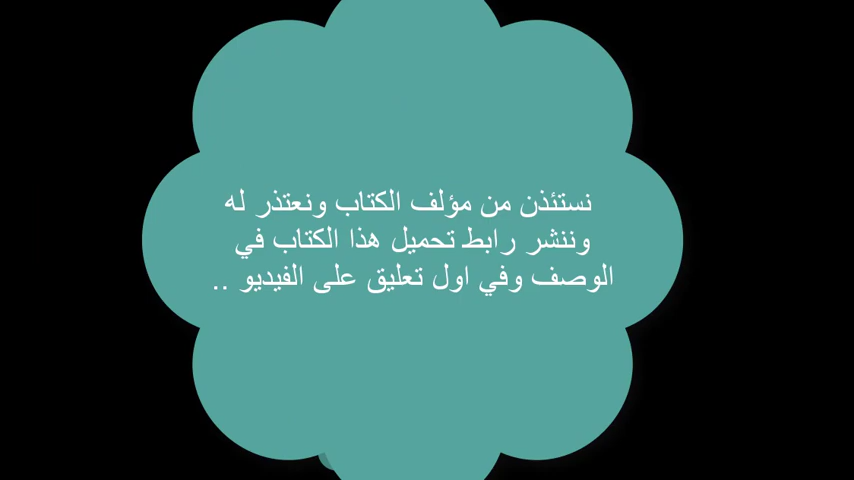 نستئذن من مؤلف الكتاب ونعتذر له
وننشر رابط تحميل هذا الكتاب في
الوصف وفي اول تعليق على الفيديو ..